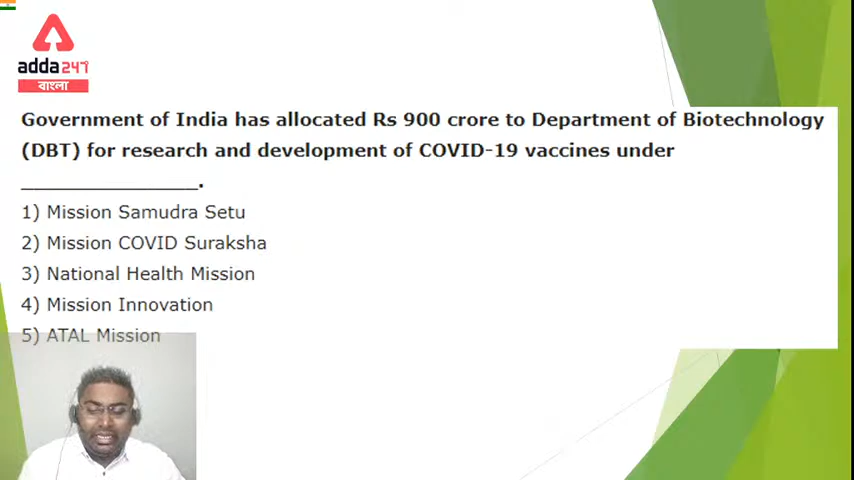 adda247
বাংলা
Government of India has allocated Rs 900 crore to Department of Biotechnology
(DBT) for research and development of COVID-19 vaccines under
_______________.
1) Mission Samudra Setu
2) Mission COVID Suraksha
3) National Health Mission
4) Mission Innovation
5) ATAL Mission